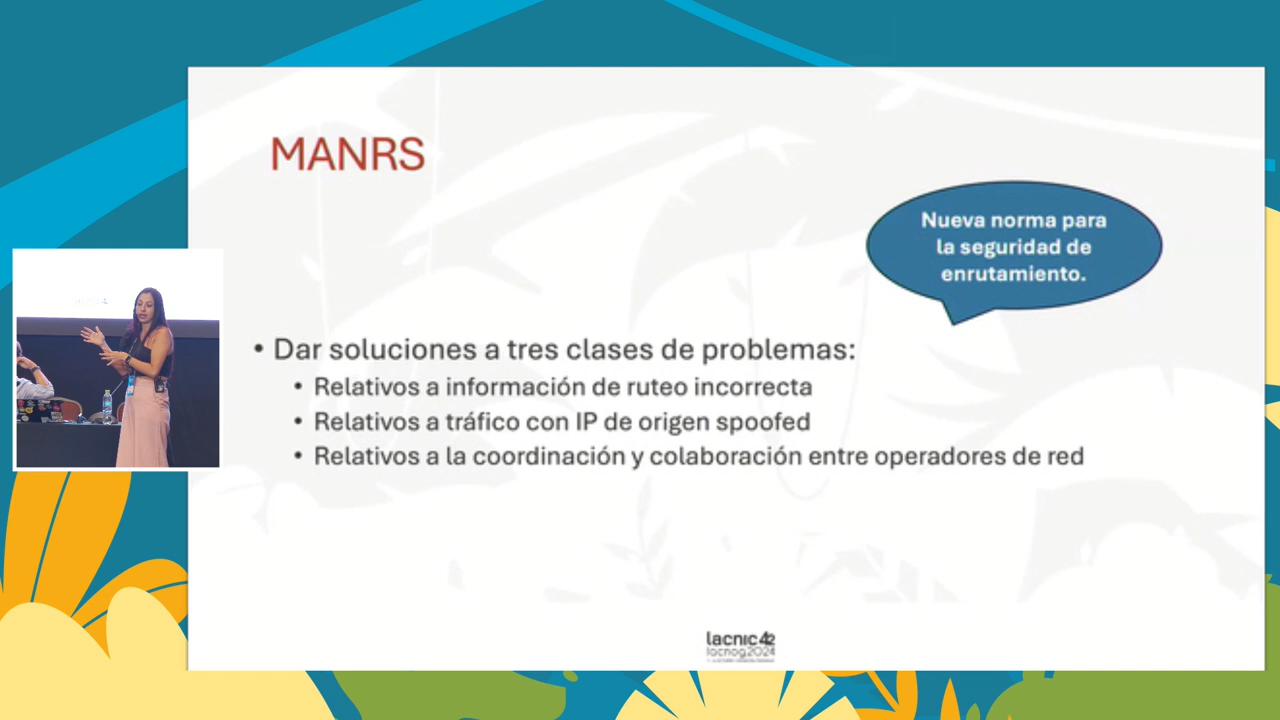 MANRS
Nueva norma para
la seguridad de
enrutamiento.
• Dar soluciones a tres clases de problemas:
• Relativos a información de ruteo incorrecta
• Relativos a tráfico con IP de origen spoofed
• Relativos a la coordinación y colaboración entre operadores de red
lacnic42
lacnog2024